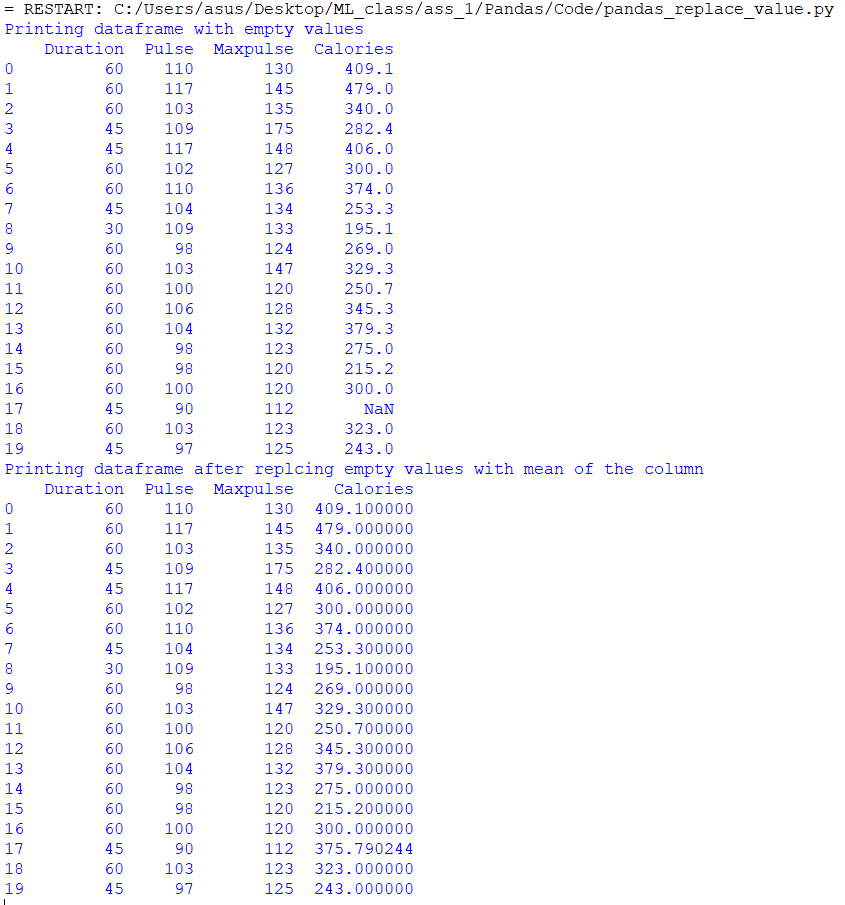 = RESTART: C:/Users/asus/Desktop/ML_class/ass_1/Pandas/Code/pandas_replace_value.py
Printing dataframe with empty values
    Duration  Pulse  Maxpulse  Calories
0         60    110       130     409.1
1         60    117       145     479.0
2         60    103       135     340.0
3         45    109       175     282.4
4         45    117       148     406.0
5         60    102       127     300.0
6         60    110       136     374.0
7         45    104       134     253.3
8         30    109       133     195.1
9         60     98       124     269.0
10        60    103       147     329.3
11        60    100       120     250.7
12        60    106       128     345.3
13        60    104       132     379.3
14        60     98       123     275.0
15        60     98       120     215.2
16        60    100       120     300.0
17        45     90       112       NaN
18        60    103       123     323.0
19        45     97       125     243.0
Printing dataframe after replcing empty values with mean of the column
    Duration  Pulse  Maxpulse    Calories
0         60    110       130  409.100000
1         60    117       145  479.000000
2         60    103       135  340.000000
3         45    109       175  282.400000
4         45    117       148  406.000000
5         60    102       127  300.000000
6         60    110       136  374.000000
7         45    104       134  253.300000
8         30    109       133  195.100000
9         60     98       124  269.000000
10        60    103       147  329.300000
11        60    100       120  250.700000
12        60    106       128  345.300000
13        60    104       132  379.300000
14        60     98       123  275.000000
15        60     98       120  215.200000
16        60    100       120  300.000000
17        45     90       112  375.790244
18        60    103       123  323.000000
19        45     97       125  243.000000